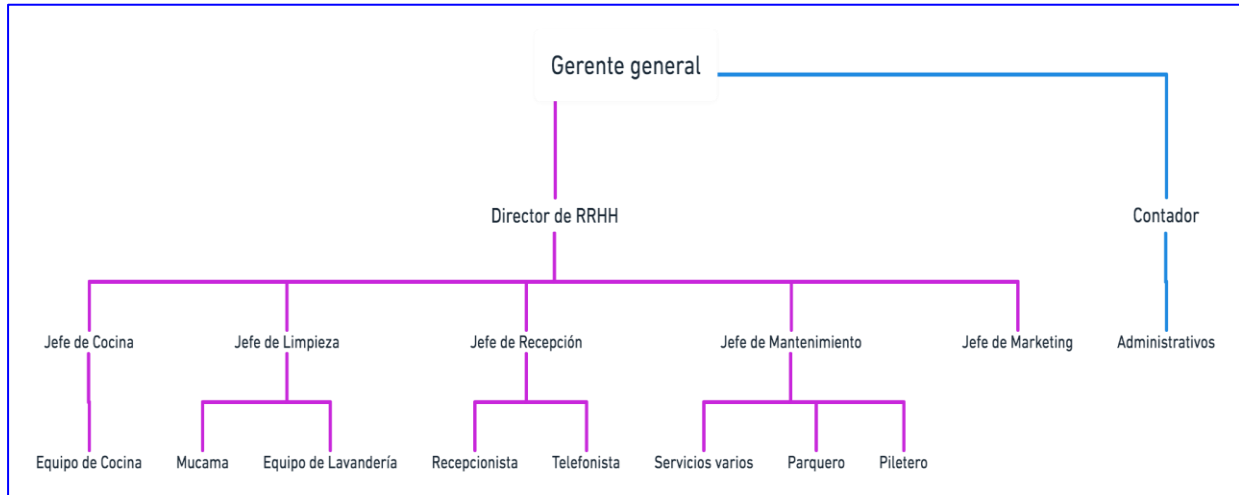 Gerente general
Director de RRHH
Contador
Jefe de Cocina
Jefe de Limpieza
Jefe de Recepción
Jefe de Mantenimiento
Jefe de Marketing
Administrativos
Equipo de Cocina
Mucama
Equipo de Lavandería
Recepcionista
Telefonista
Servicios varios
Parquero
Piletero